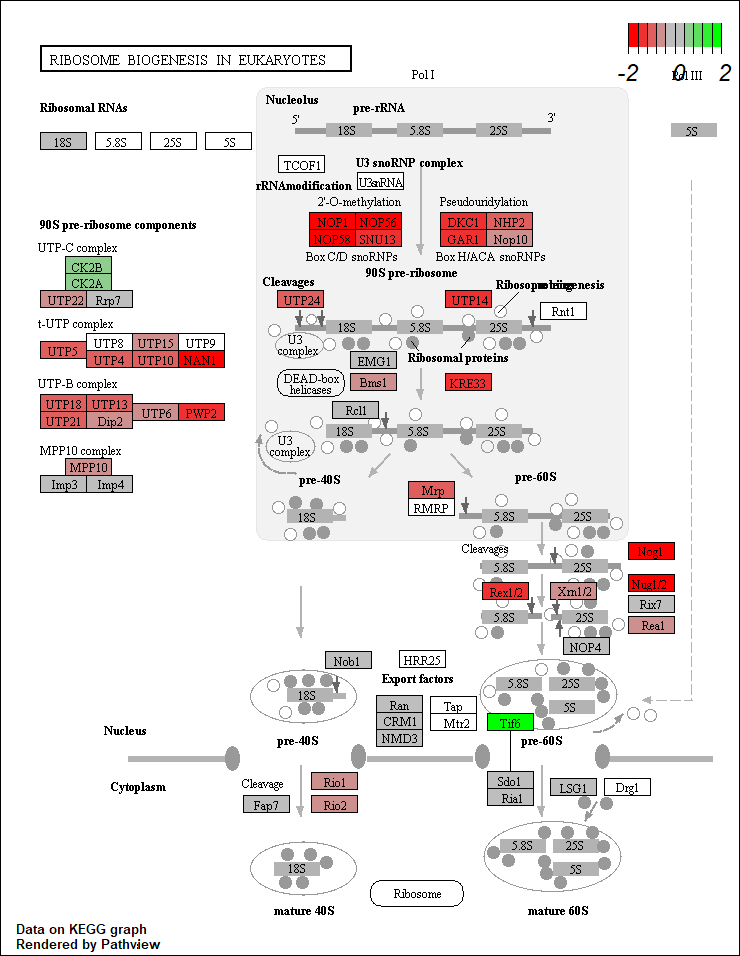 RIBOSOME BIOGENESIS IN EUKARYOTES
-2 0 2
Pol I
Pol III
Ribosomal RNAs
18S 5.8S 25S 5S
Nucleolus
pre-rRNA
5' 3'
18S 5.8S 25S
5S
TCOF1
U3 snoRNP complex
U3snRNA
rRNAmodification
2'-O-methylation
Pseudouridylation
NOP1 NOP56
NOP58 SNU13
DKC1 NHP2
GAR1 Nop10
Box C/D snoRNPs
Box H/ACA snoRNPs
90S pre-ribosome components
UTP-C complex
CK2B
CK2A
UTP22 Rrp7
t-UTP complex
UTP5
UTP8 UTP15 UTP9
UTP4 UTP10 NAN1
UTP-B complex
UTP18 UTP13
UTP21 Dip2
UTP6 PWP2
MPP10 complex
MPP10
Imp3 Imp4
90S pre-ribosome
Cleavages
UTP24
UTP14
Rnt1
18S 5.8S 25S
U3
complex
Ribosomal proteins
EMG1
Bms1
DEAD-box
helicases
KRE33
Rcl1
18S 5.8S 25S
U3
complex
pre-40S
pre-60S
18S
Mrp
RMRP
5.8S 25S
Cleavages
Nog1
5.8S 25S
Rex1/2
Xrn1/2
Nug1/2
Rix7
Rea1
5.8S 25S
NOP4
Nob1
HRR25
Export factors
Ran
CRM1
NMD3
Tap
Mtr2
18S
5.8S 25S
5S
Tif6
Nucleus
pre-40S
pre-60S
Cytoplasm
Cleavage
Fap7
Rio1
Rio2
Sdo1
Ria1
LSG1
Drg1
18S
5.8S 25S
5S
Ribosome
mature 40S
mature 60S
Data on KEGG graph
Rendered by Pathview